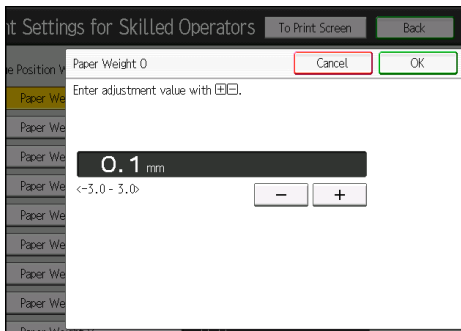 nt Settings for Skilled Operators To Print Screen Back
ne Position W
Paper Weight 0 Cancel OK
Enter adjustment value with ⊞⊟.
Paper We
Paper We
Paper We
0.1 mm
Paper We
<-3.0 - 3.0> − +
Paper We
Paper We
Paper We
Paper We